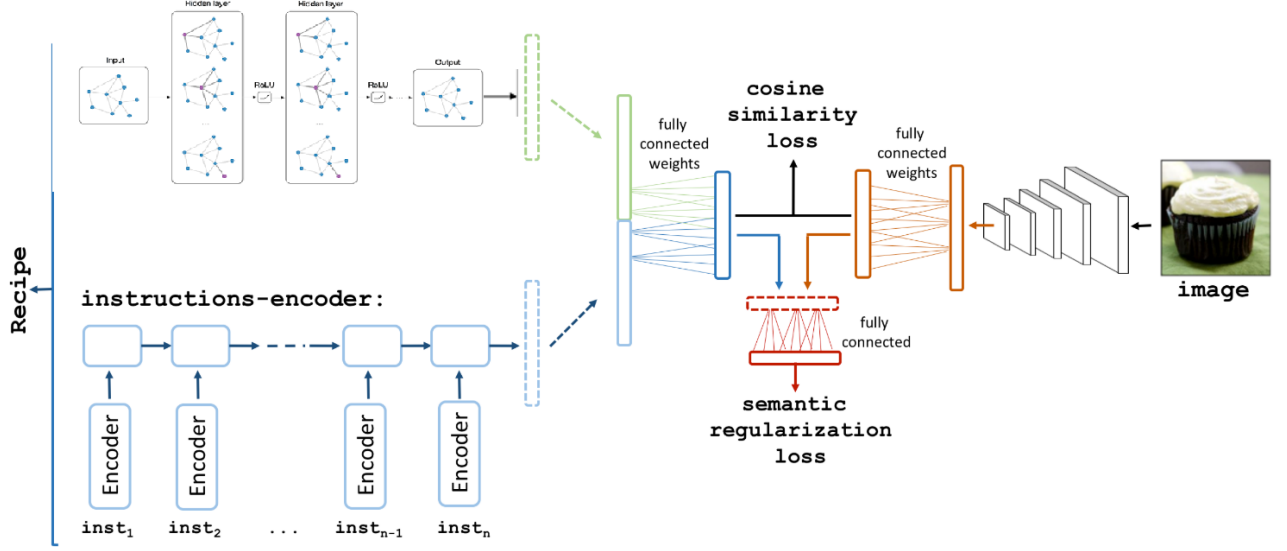 Hidden layer
Hidden layer
Input
ReLU
ReLU
Output
...
...
Recipe
instructions-encoder:
Encoder
Encoder
Encoder
Encoder
inst1
inst2
...
instn-1
instn
fully
connected
weights
cosine
similarity
loss
fully
connected
weights
image
fully
connected
semantic
regularization
loss